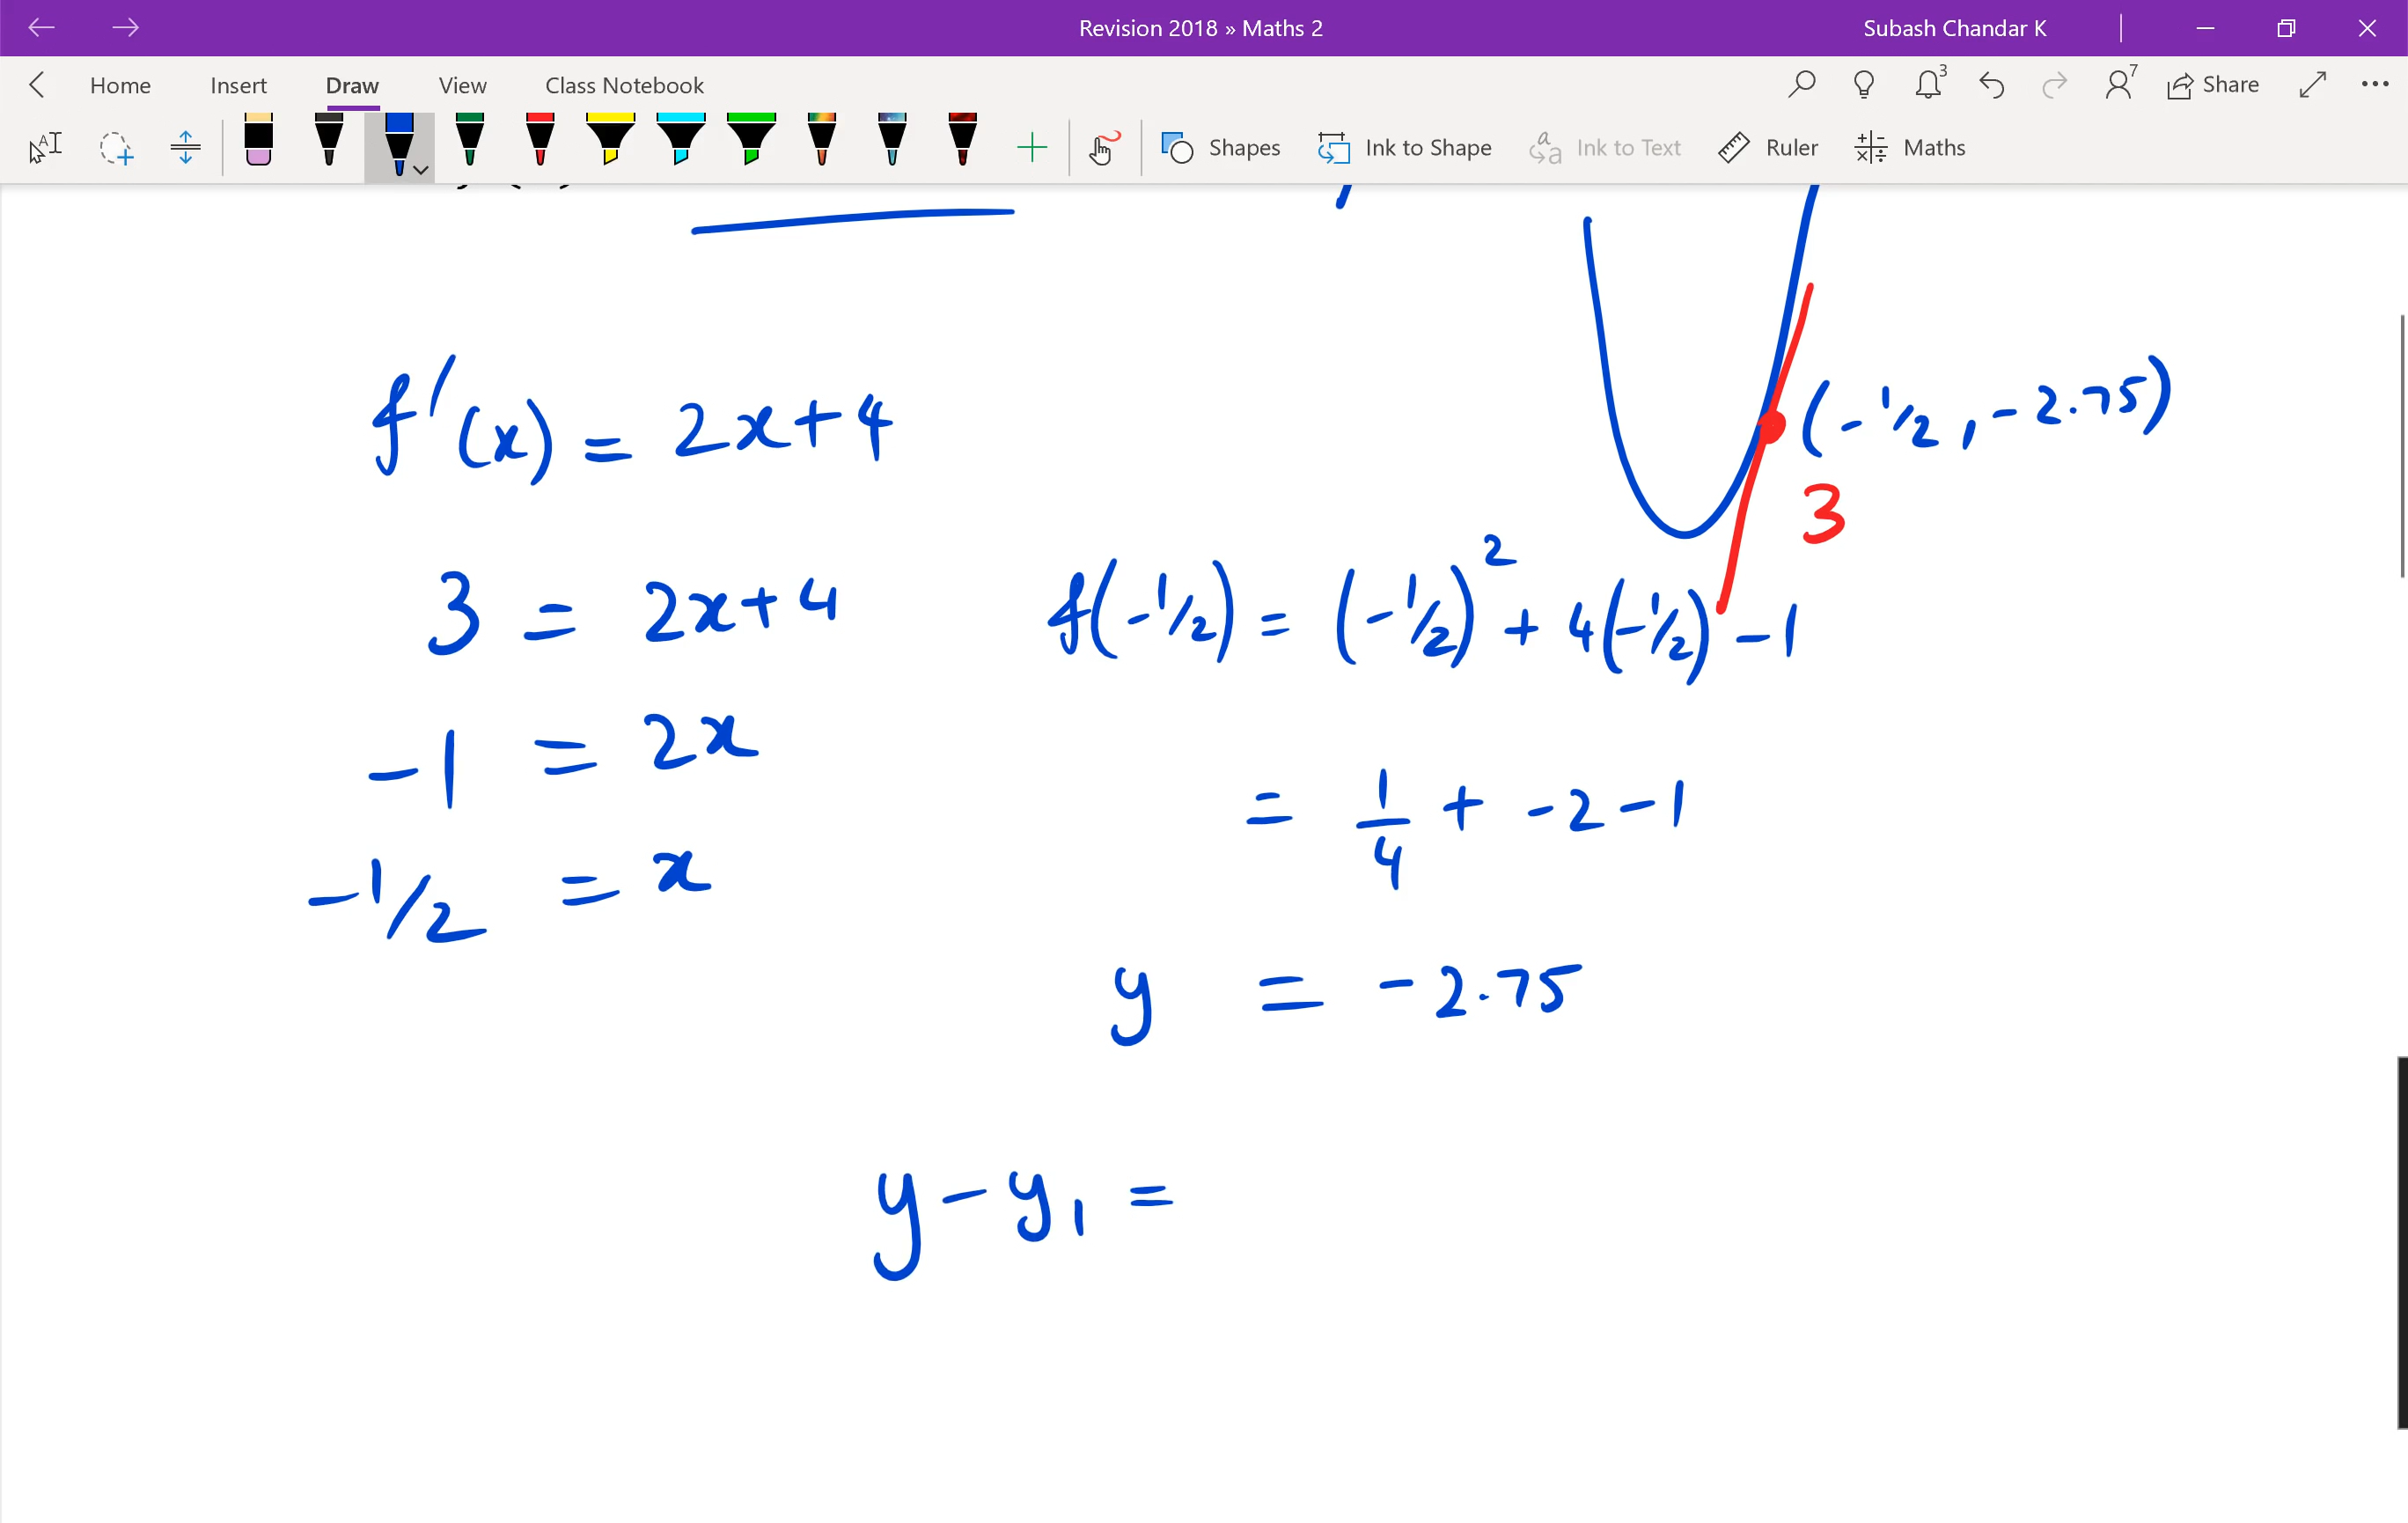 Revision 2018 » Maths 2
Subash Chandar K
Home Insert Draw View Class Notebook
3
7
Share
Shapes Ink to Shape Ink to Text Ruler Maths
f'(x) = 2x+4
(-1/2, -2.75)
3
3 = 2x+4
f(-1/2) = (-1/2)² + 4(-1/2) -1
-1 = 2x
= 1/4 + -2 -1
-1/2 = x
y = -2.75
y - y₁ =